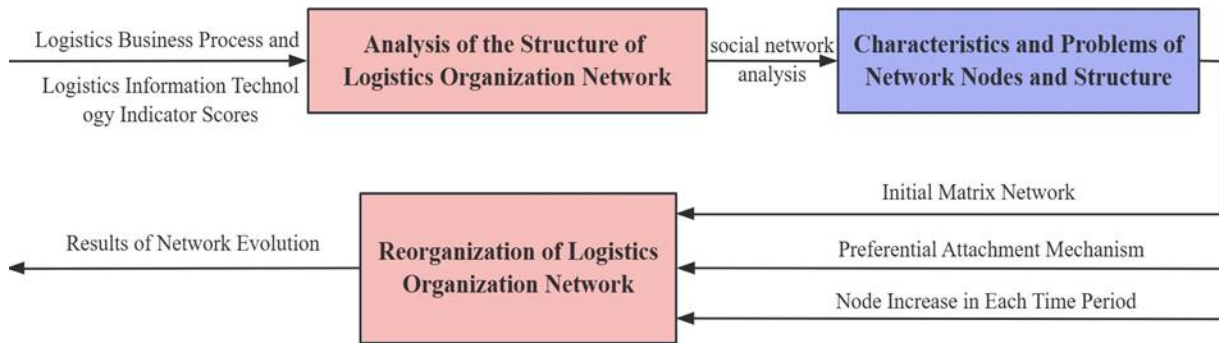 Logistics Business Process and
Logistics Information Technol
ogy Indicator Scores
Analysis of the Structure of
Logistics Organization Network
social network
analysis
Characteristics and Problems of
Network Nodes and Structure
Initial Matrix Network
Preferential Attachment Mechanism
Node Increase in Each Time Period
Reorganization of Logistics
Organization Network
Results of Network Evolution